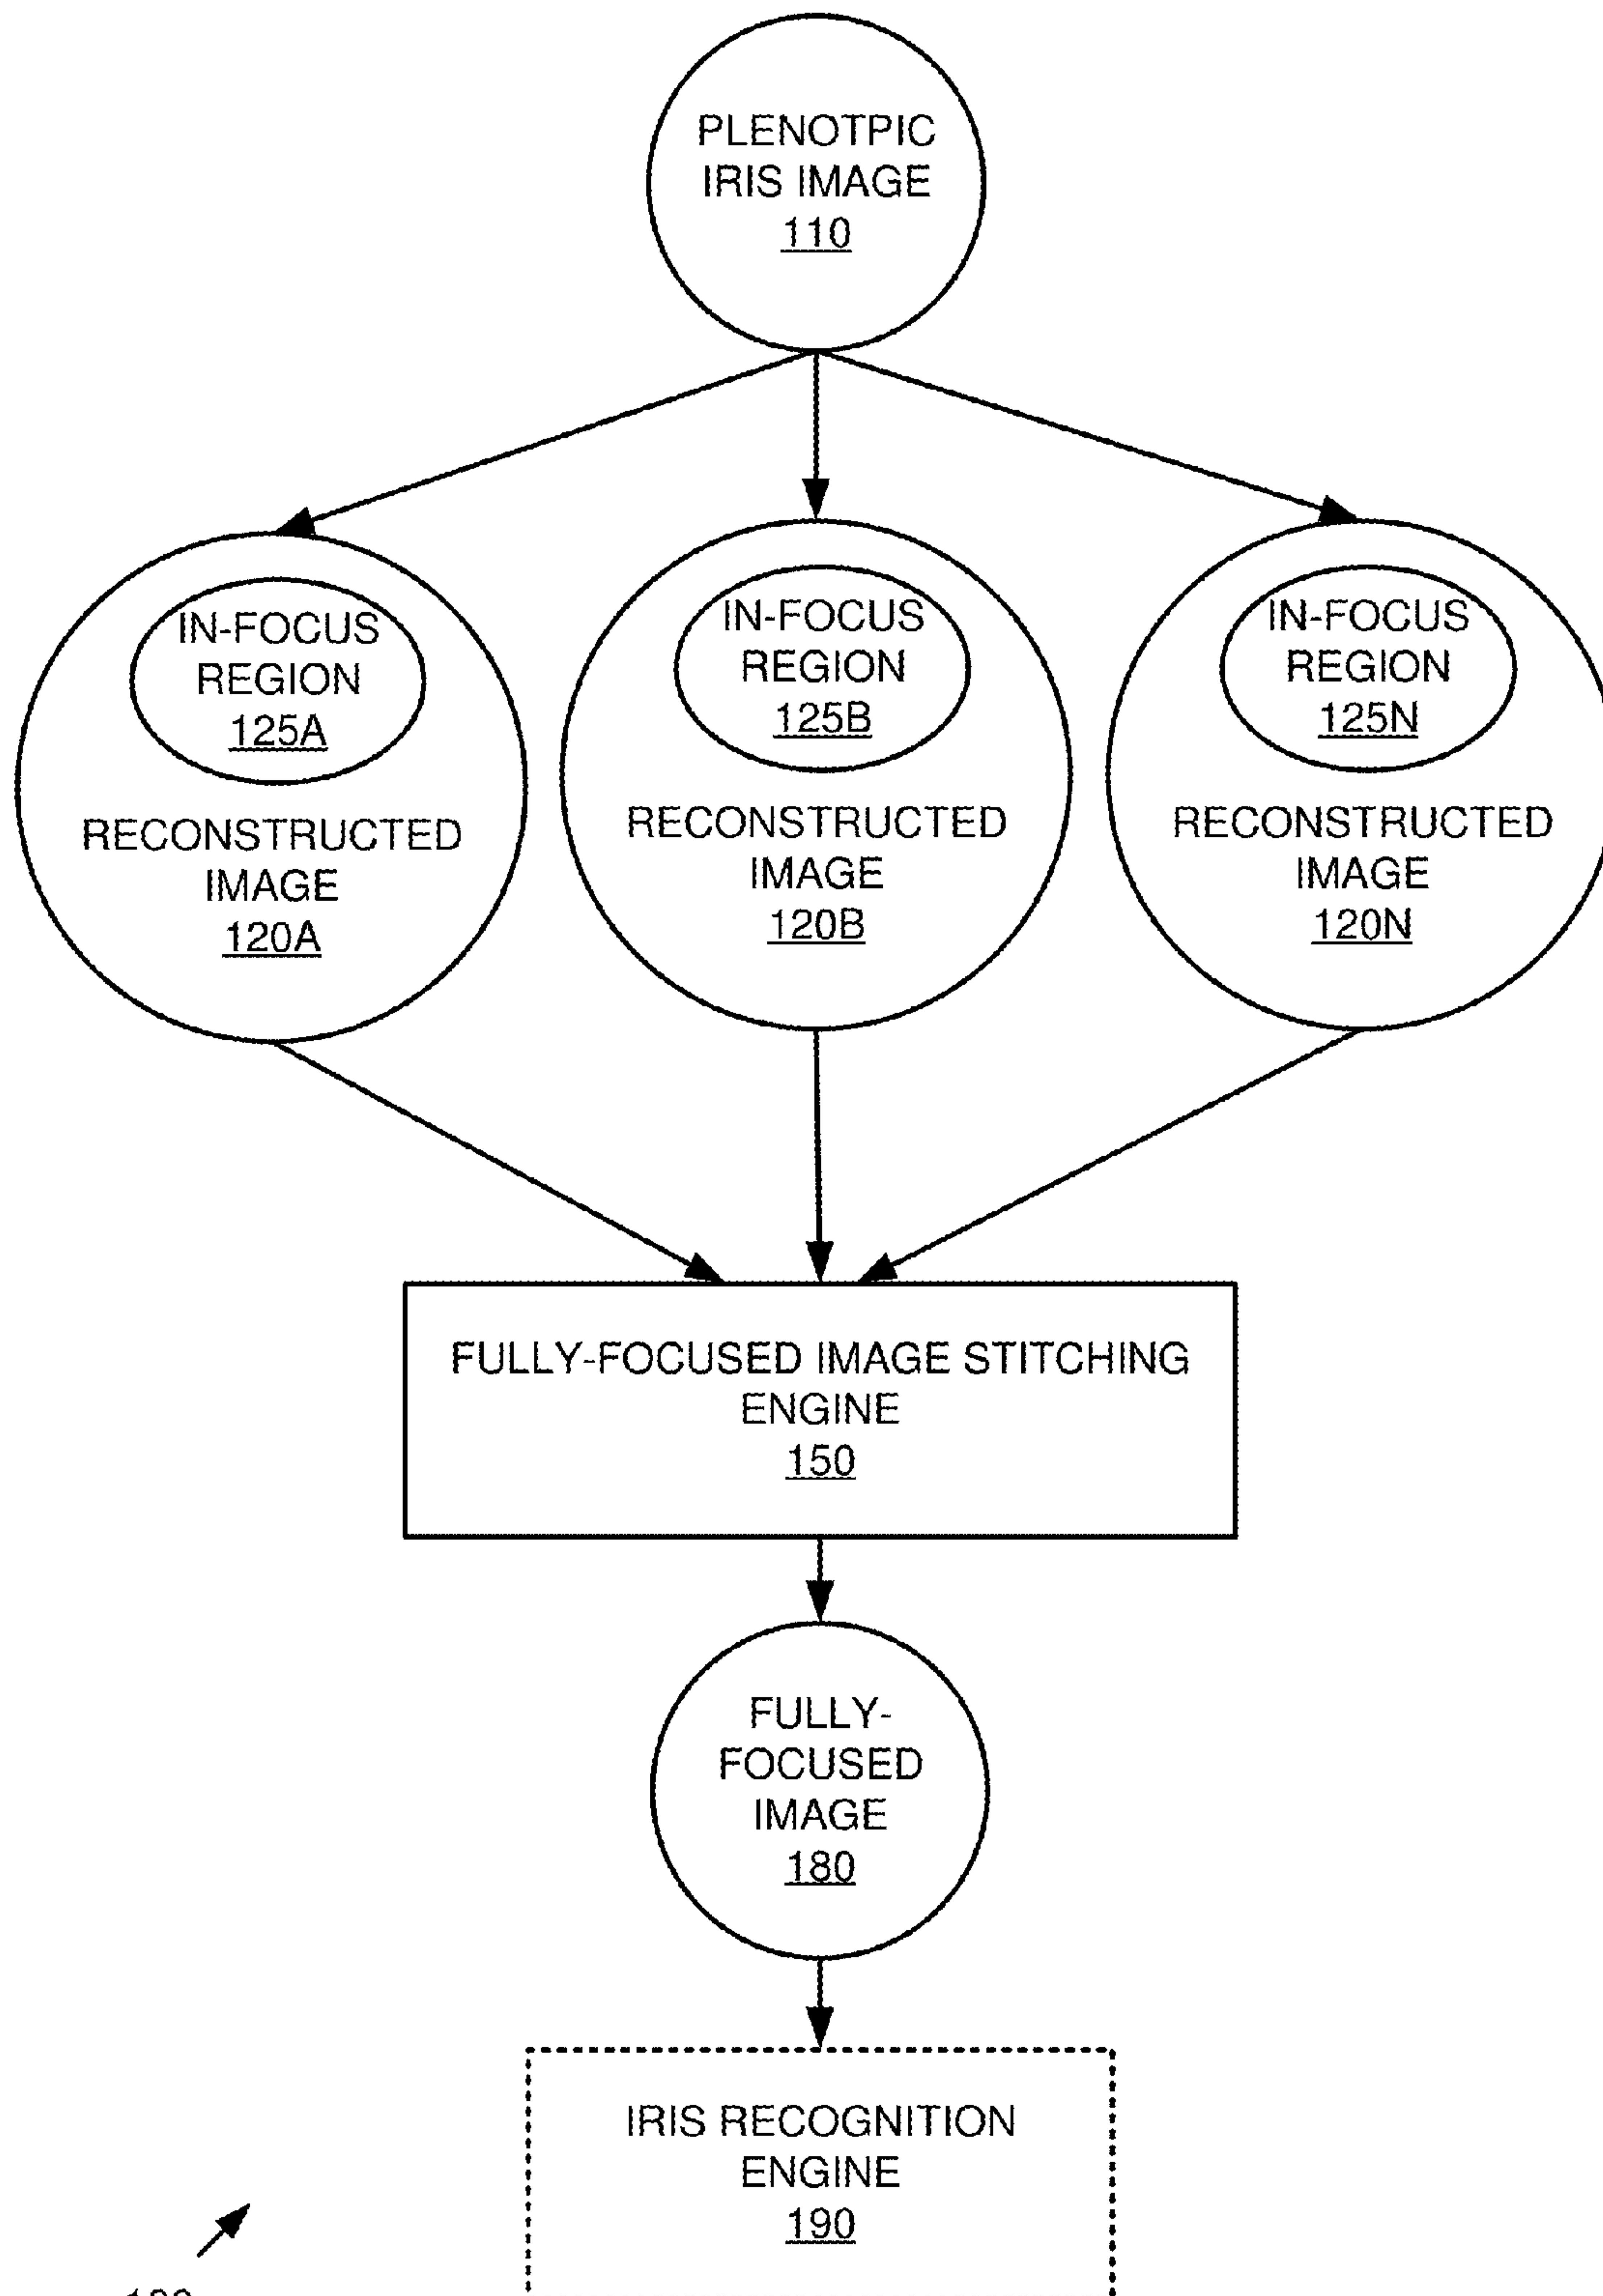 PLENOTPIC
IRIS IMAGE
110
IN-FOCUS
REGION
125A
RECONSTRUCTED
IMAGE
120A
IN-FOCUS
REGION
125B
RECONSTRUCTED
IMAGE
120B
IN-FOCUS
REGION
125N
RECONSTRUCTED
IMAGE
120N
FULLY-FOCUSED IMAGE STITCHING
ENGINE
150
FULLY-
FOCUSED
IMAGE
180
IRIS RECOGNITION
ENGINE
190